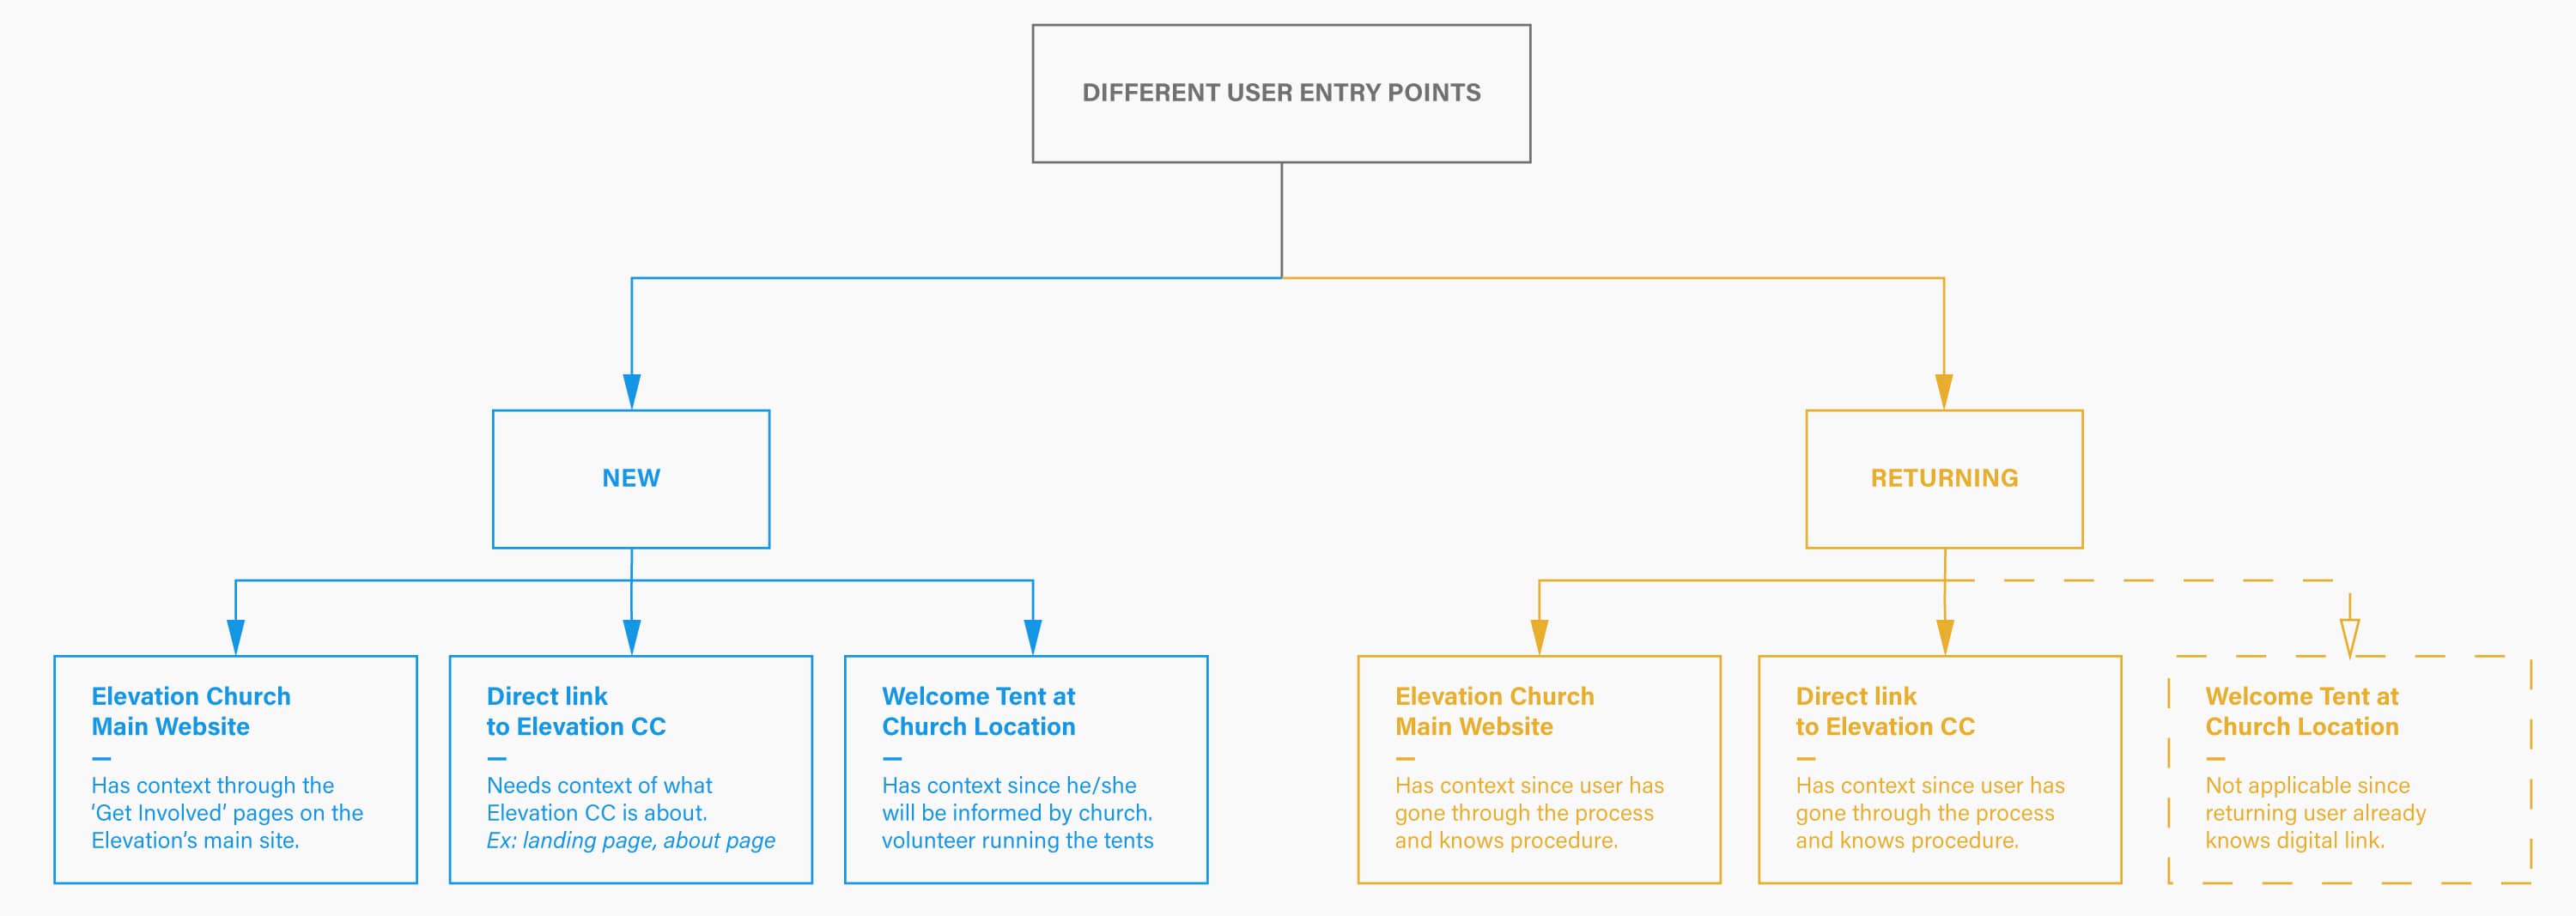 DIFFERENT USER ENTRY POINTS
NEW
RETURNING
Elevation Church
Main Website
Has context through the
‘Get Involved’ pages on the
Elevation’s main site.
Direct link
to Elevation CC
Needs context of what
Elevation CC is about.
Ex: landing page, about page
Welcome Tent at
Church Location
Has context since he/she
will be informed by church.
volunteer running the tents
Elevation Church
Main Website
Has context since user has
gone through the process
and knows procedure.
Direct link
to Elevation CC
Has context since user has
gone through the process
and knows procedure.
Welcome Tent at
Church Location
Not applicable since
returning user already
knows digital link.